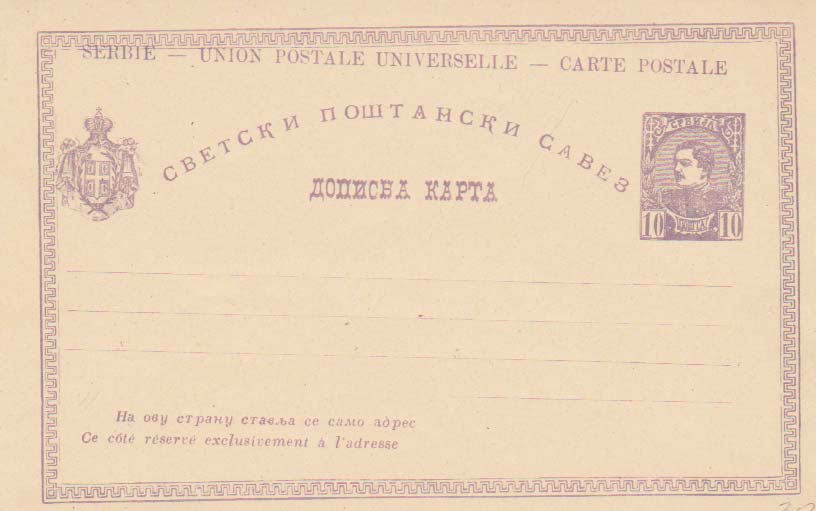 SERBIE — UNION POSTALE UNIVERSELLE — CARTE POSTALE
СВЕТСКИ ПОШТАНСКИ САВЕЗ
СРБИЈА
ДОПИСНА КАРТА
10 ПОШТА 10
На ову страну ставља се само адрес
Ce côté réservé exclusivement à l'adresse